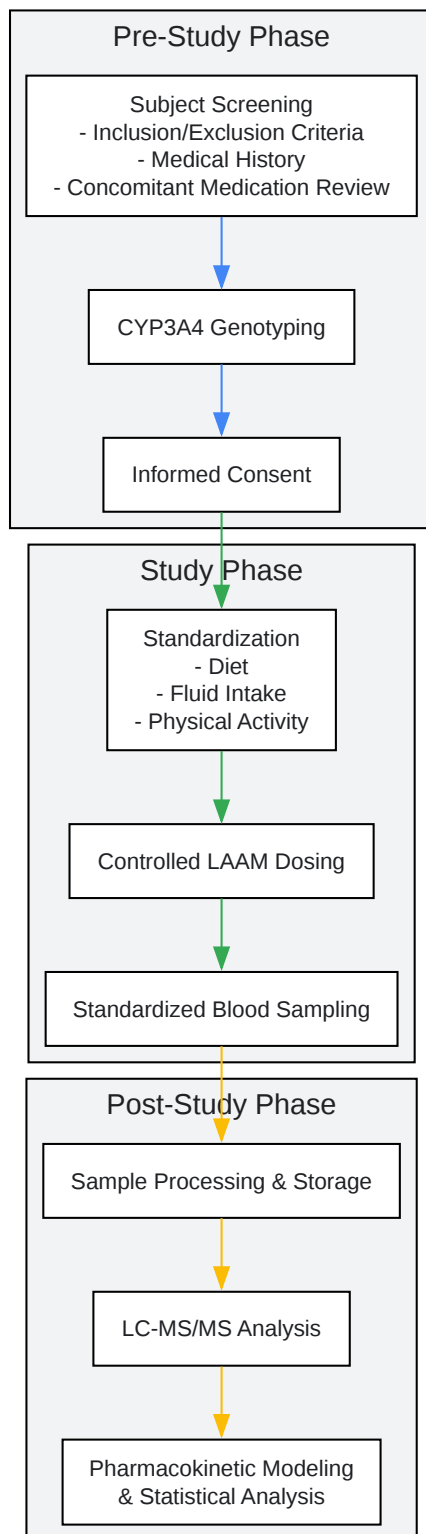 Pre-Study Phase
Subject Screening
- Inclusion/Exclusion Criteria
- Medical History
- Concomitant Medication Review
CYP3A4 Genotyping
Informed Consent
Study Phase
Standardization
- Diet
- Fluid Intake
- Physical Activity
Controlled LAAM Dosing
Standardized Blood Sampling
Post-Study Phase
Sample Processing & Storage
LC-MS/MS Analysis
Pharmacokinetic Modeling
& Statistical Analysis